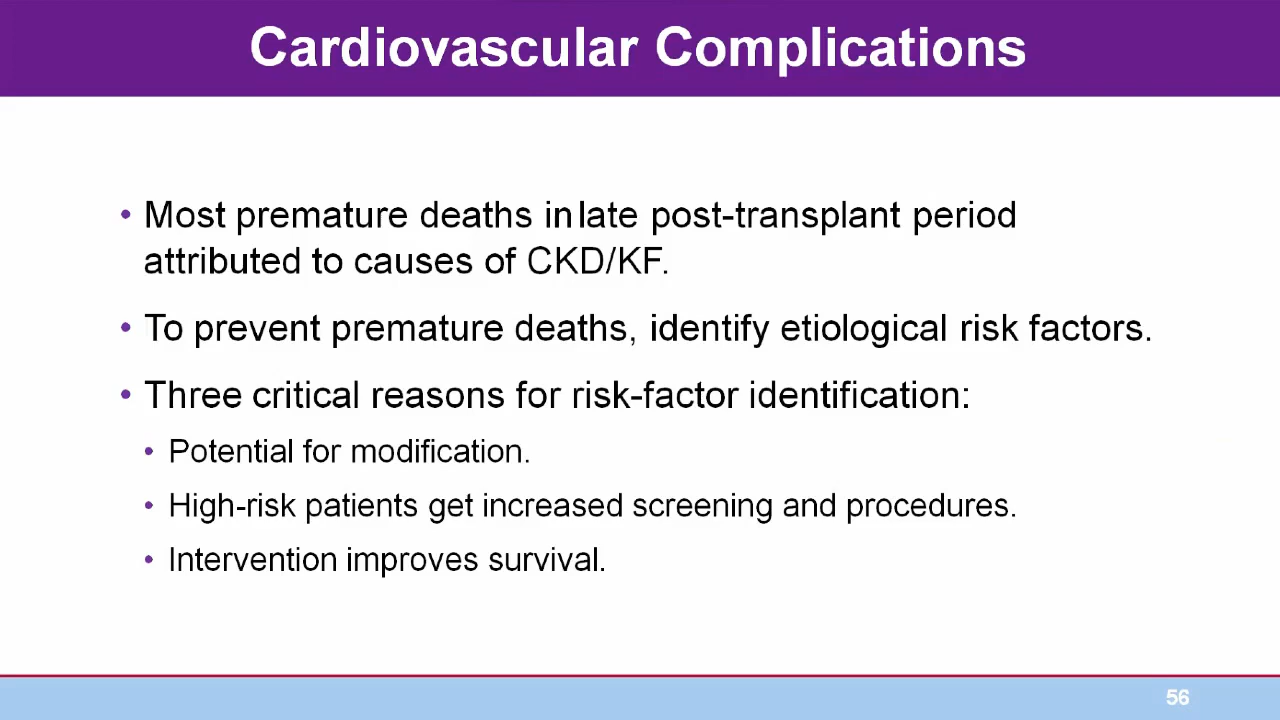 Cardiovascular Complications
• Most premature deaths in late post-transplant period
attributed to causes of CKD/KF.
• To prevent premature deaths, identify etiological risk factors.
• Three critical reasons for risk-factor identification:
• Potential for modification.
• High-risk patients get increased screening and procedures.
• Intervention improves survival.
56